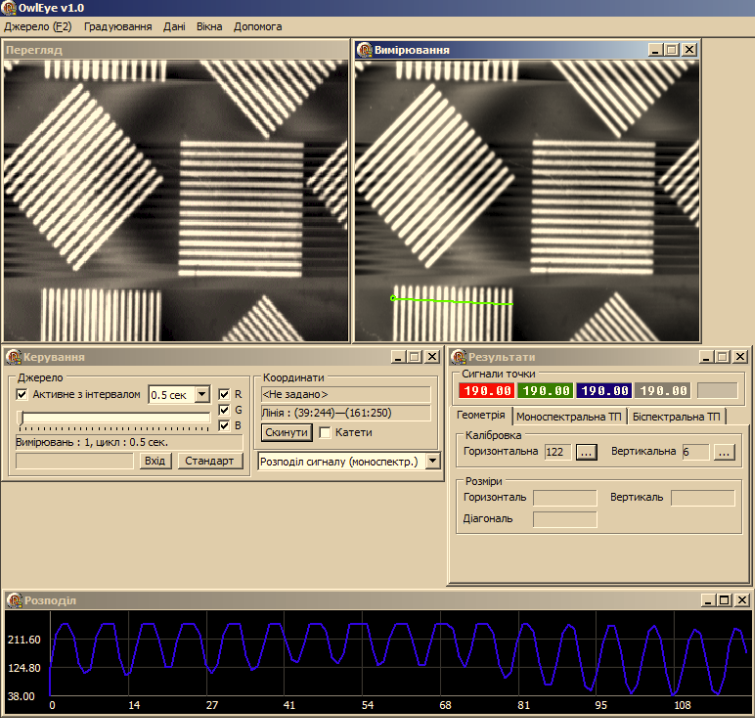 OwlEye v1.0
Джерело (F2) Градуювання Дані Вікна Допомога
Перегляд
Вимірювання
Керування
Джерело
Активне з інтервалом 0.5 сек R
G
B
Вимірювань : 1, цикл : 0.5 сек.
Вхід Стандарт
Координати
<Не задано>
Лінія : (39:244)—(161:250)
Скинути Катети
Розподіл сигналу (моноспектр.)
Результати
Сигнали точки
190.00 190.00 190.00 190.00
Геометрія Моноспектральна ТП Біспектральна ТП
Калібровка
Горизонтальна 122 ... Вертикальна 6 ...
Розміри
Горизонталь Вертикаль
Діагональ
Розподіл
211.60
124.80
38.00
0 14 27 41 54 68 81 95 108